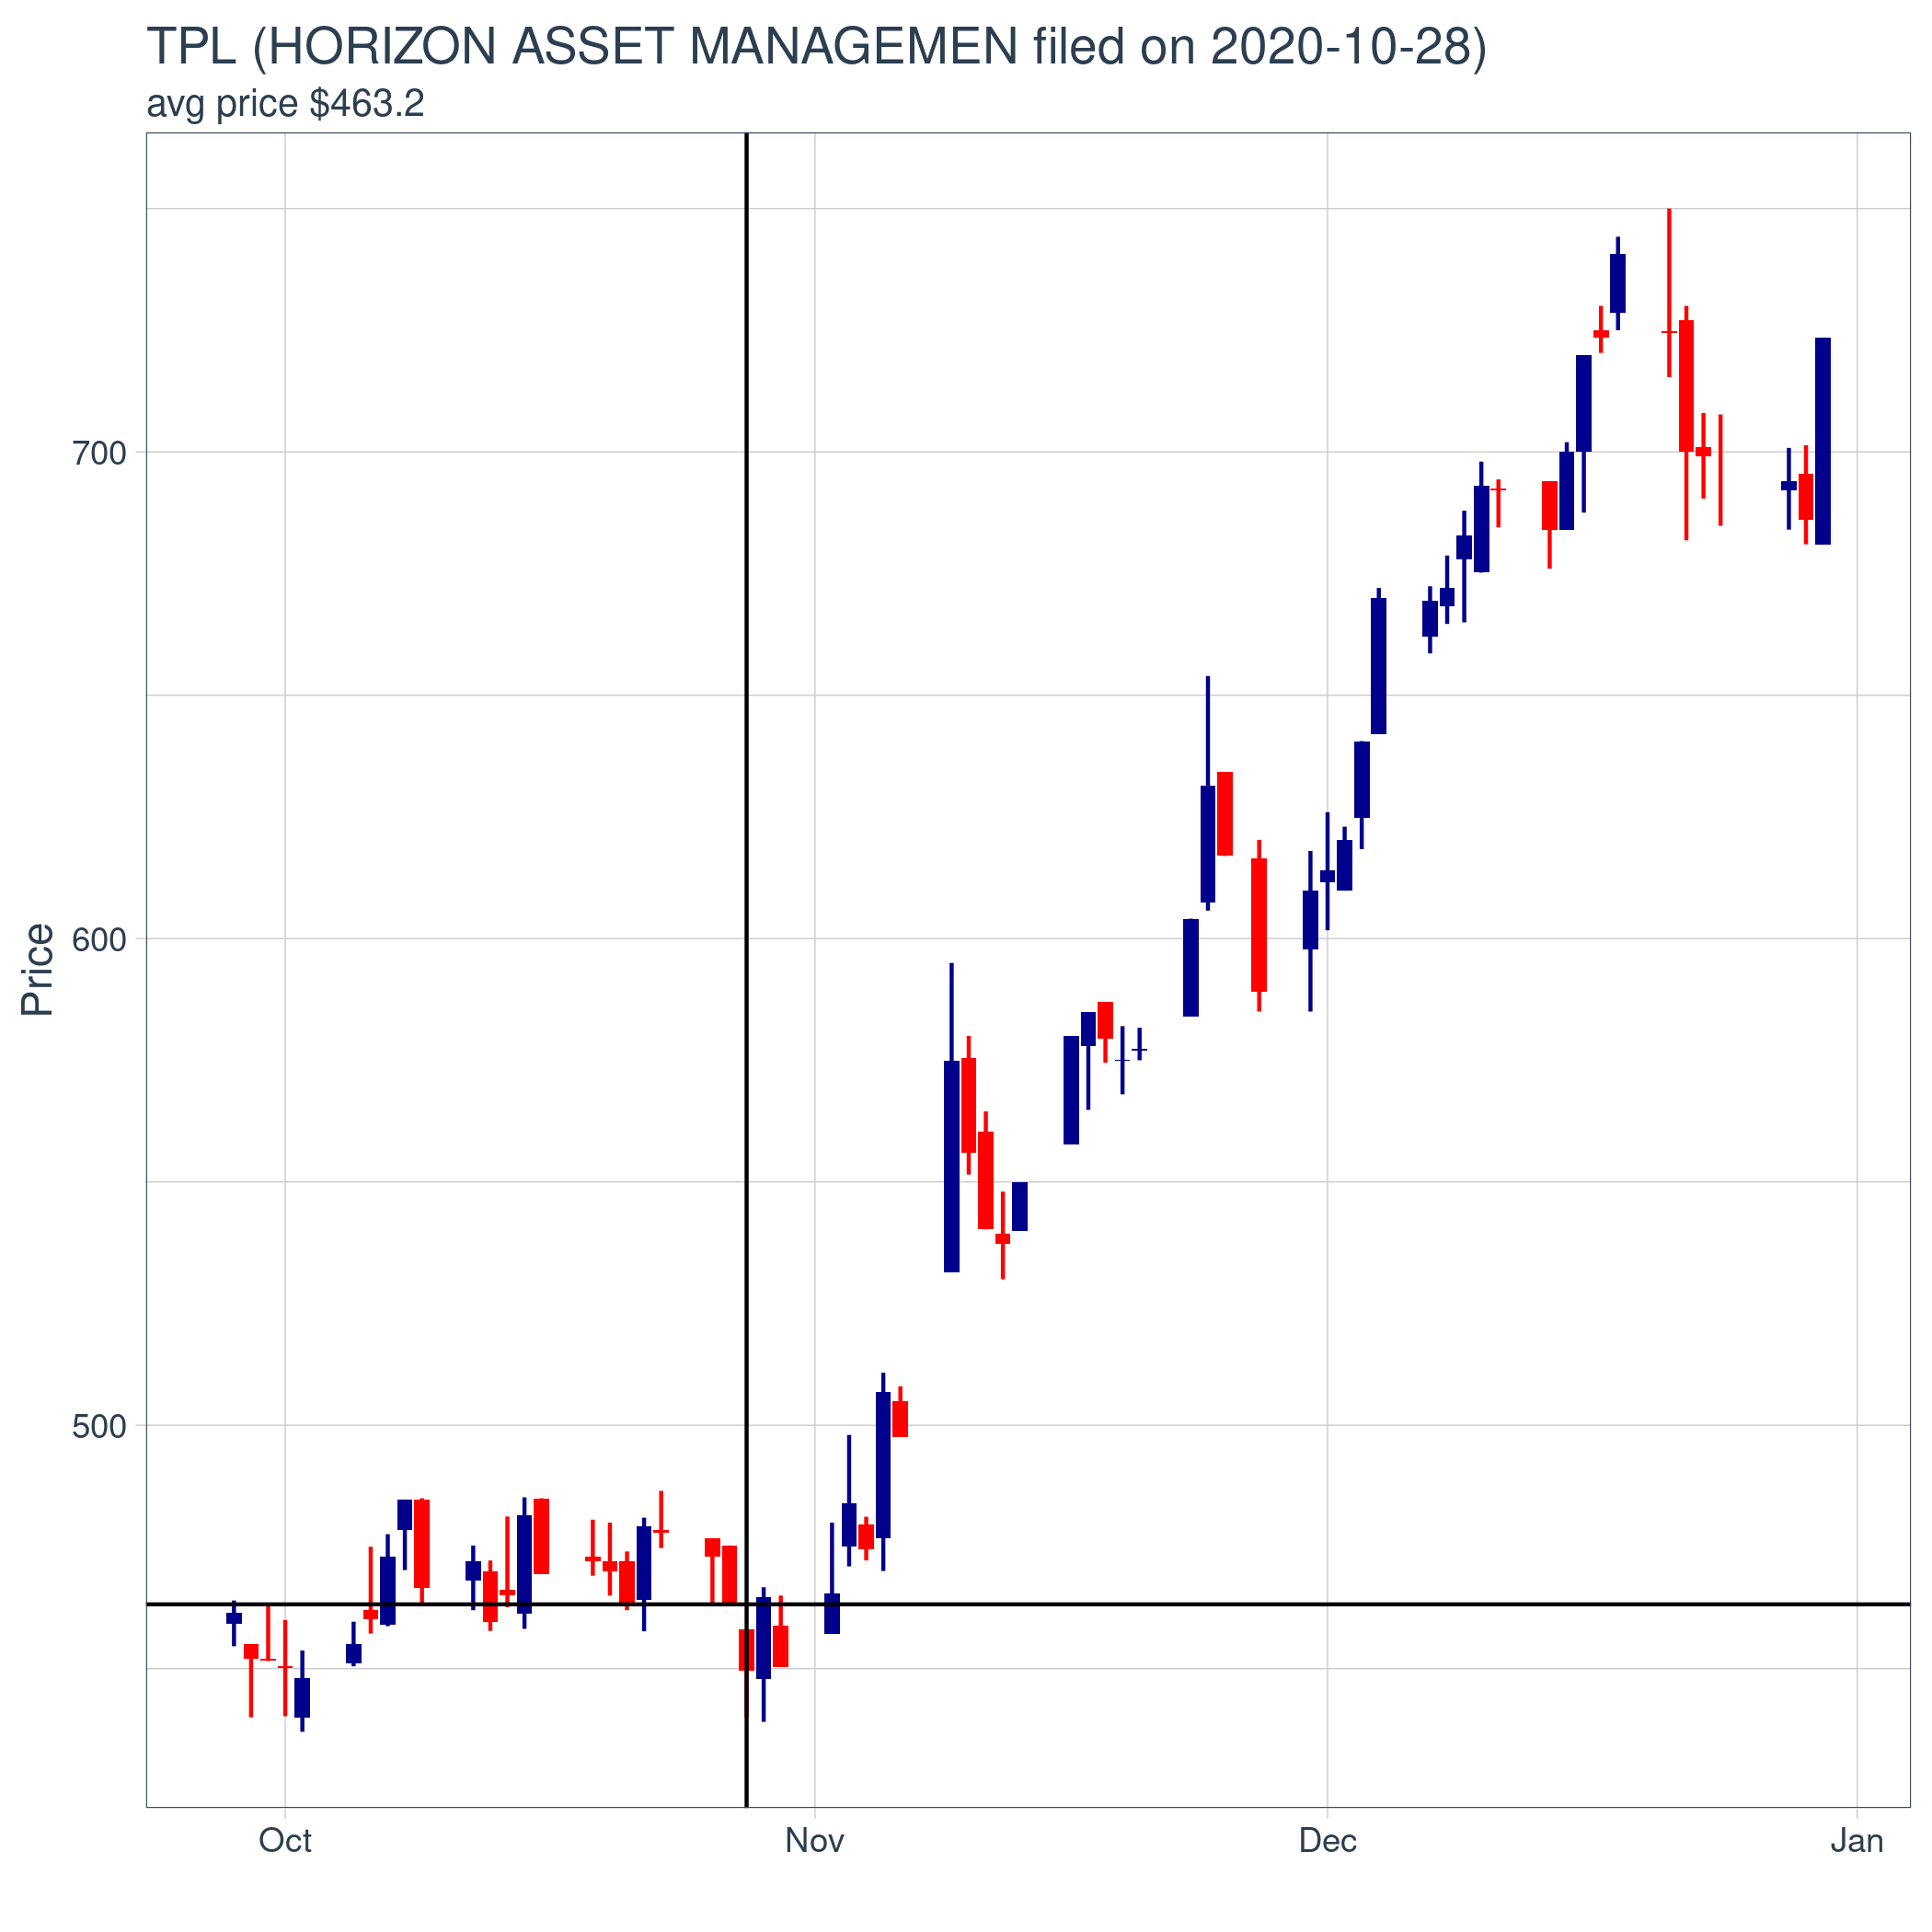 TPL (HORIZON ASSET MANAGEMEN filed on 2020-10-28)
avg price $463.2
Price
700
600
500
Oct Nov Dec Jan